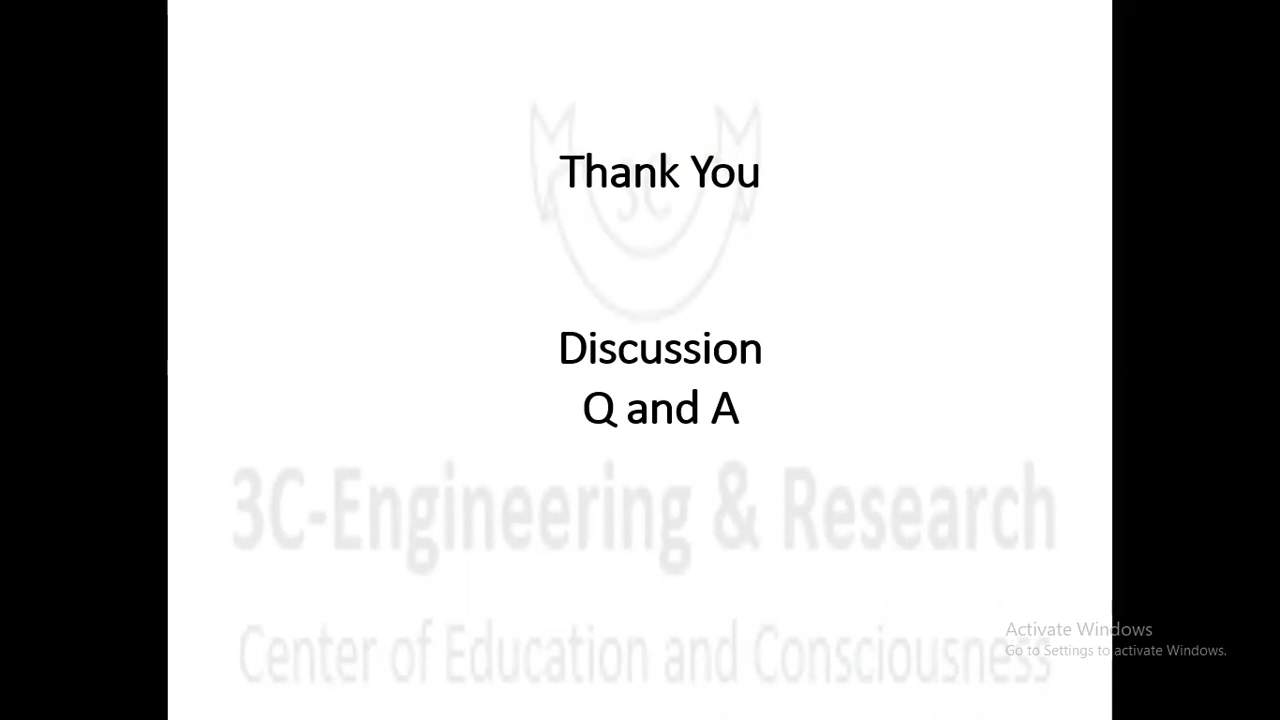 3C
Thank You
Discussion
Q and A
3C-Engineering & Research
Center of Education and Consciousness
Activate Windows
Go to Settings to activate Windows.